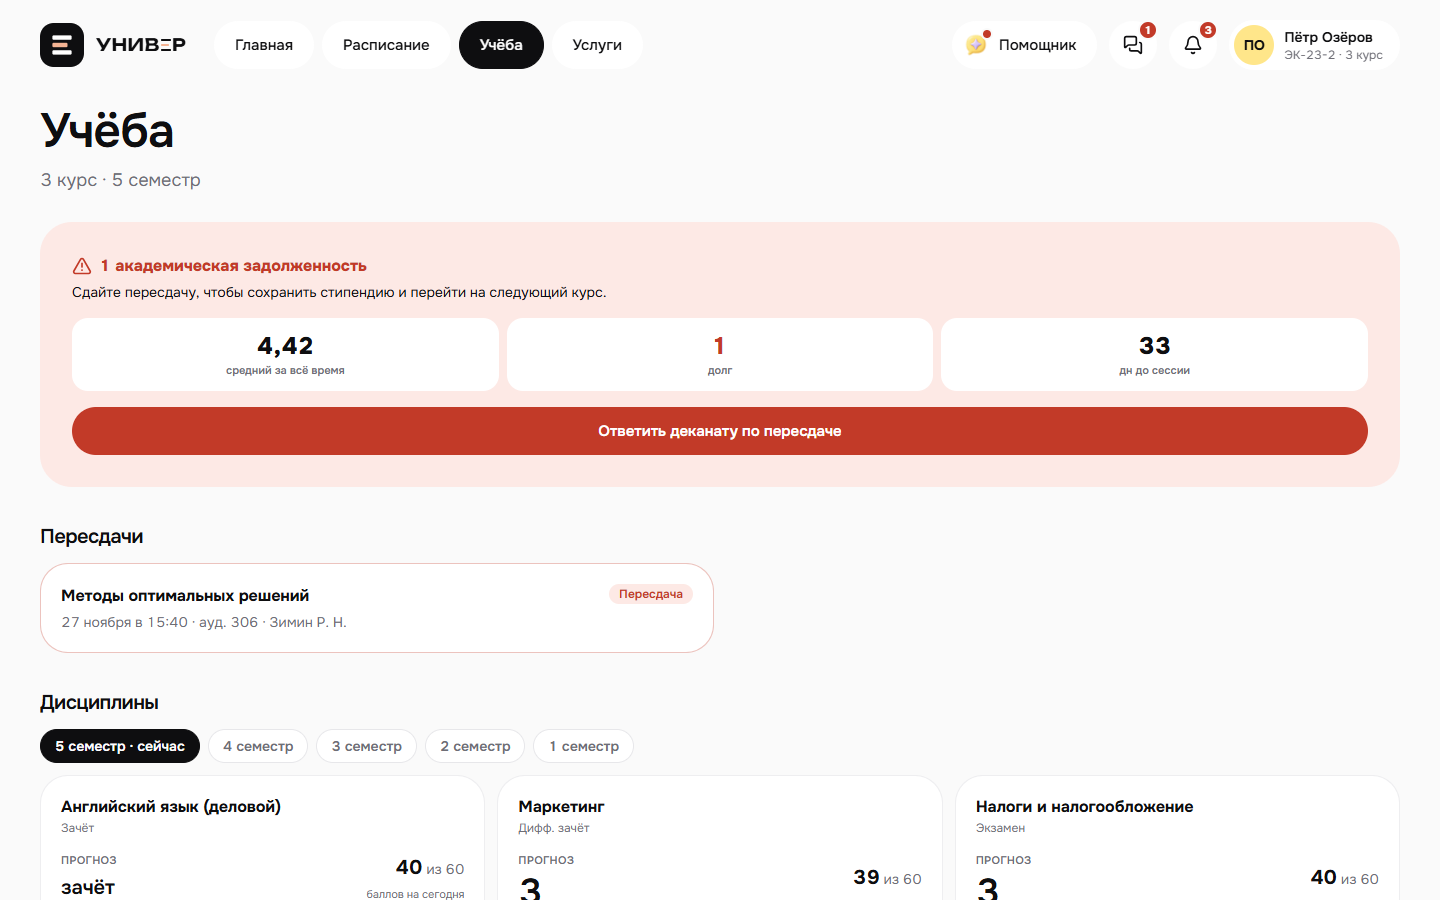 УНИВЕР
Главная
Расписание
Учёба
Услуги
Помощник
1
3
ПО
Пётр Озёров
ЭК-23-2 · 3 курс
Учёба
3 курс · 5 семестр
1 академическая задолженность
Сдайте пересдачу, чтобы сохранить стипендию и перейти на следующий курс.
4,42
средний за всё время
1
долг
33
дн до сессии
Ответить деканату по пересдаче
Пересдачи
Методы оптимальных решений
Пересдача
27 ноября в 15:40 · ауд. 306 · Зимин Р. Н.
Дисциплины
5 семестр · сейчас
4 семестр
3 семестр
2 семестр
1 семестр
Английский язык (деловой)
Зачёт
ПРОГНОЗ
зачёт
40 из 60
баллов на сегодня
Маркетинг
Дифф. зачёт
ПРОГНОЗ
3
39 из 60
Налоги и налогообложение
Экзамен
ПРОГНОЗ
3
40 из 60